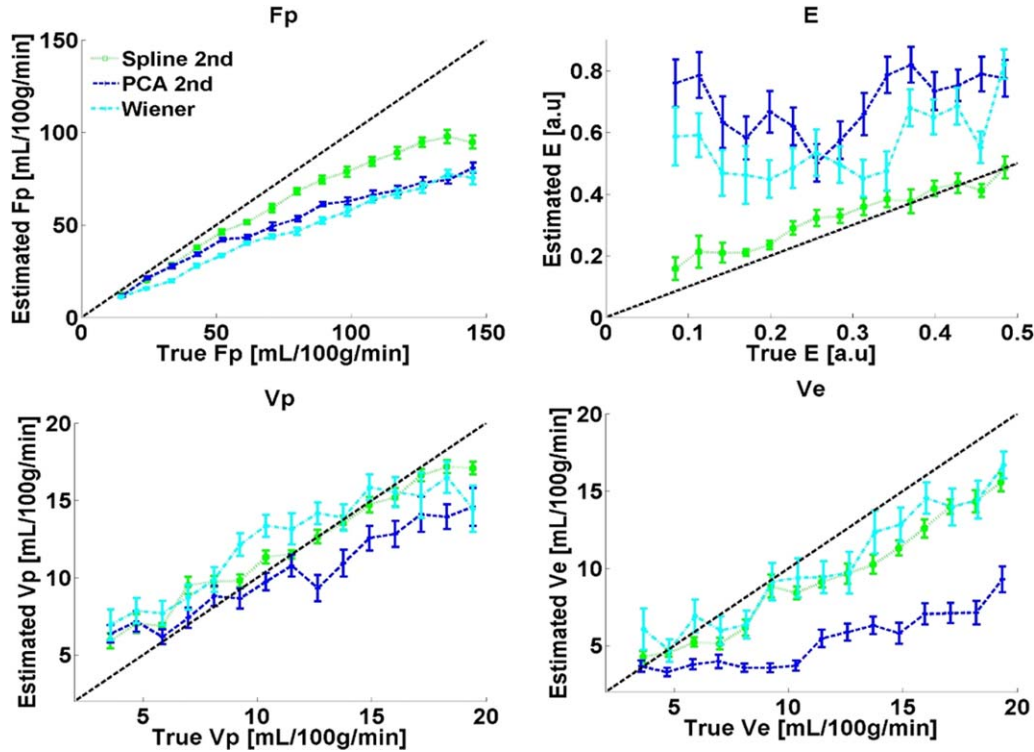 Fp
Estimated Fp [mL/100g/min]
150
100
50
0
Spline 2nd
PCA 2nd
Wiener
0
50
100
150
True Fp [mL/100g/min]
E
Estimated E [a.u]
0.8
0.6
0.4
0.2
0
0.1
0.2
0.3
0.4
0.5
True E [a.u]
Vp
Estimated Vp [mL/100g/min]
20
15
10
5
5
10
15
20
True Vp [mL/100g/min]
Ve
Estimated Ve [mL/100g/min]
20
15
10
5
5
10
15
20
True Ve [mL/100g/min]